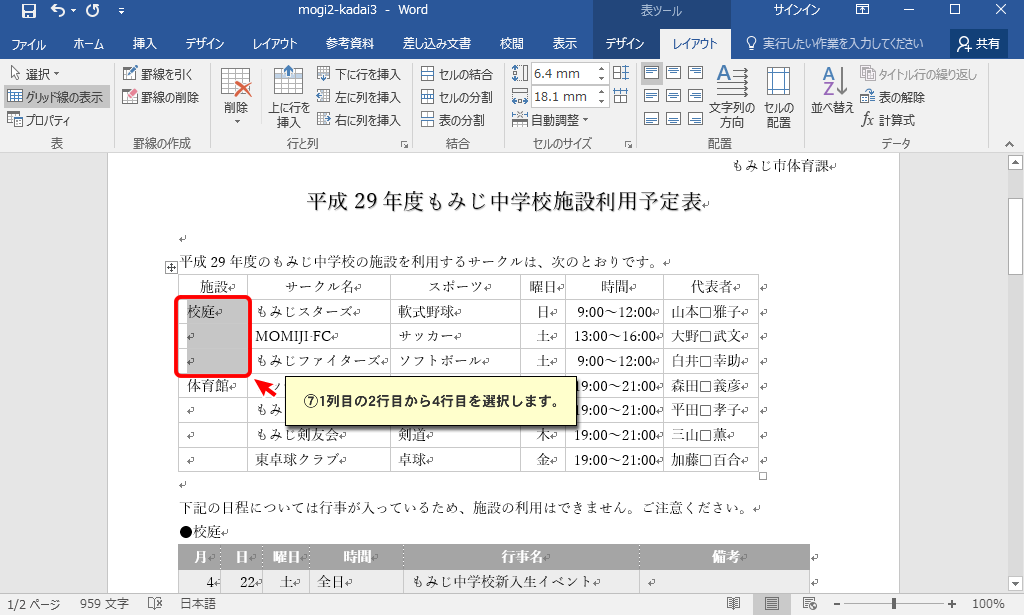 mogi2-kadai3 - Word
表ツール
サインイン
ファイル ホーム 挿入 デザイン レイアウト 参考資料 差し込み文書 校閲 表示 デザイン レイアウト 実行したい作業を入力してください 共有
選択
グリッド線の表示
プロパティ
表
罫線を引く
罫線の削除
罫線の作成
削除
上に行を
挿入
下に行を挿入
左に列を挿入
右に列を挿入
行と列
セルの結合
セルの分割
表の分割
結合
6.4 mm
18.1 mm
自動調整
セルのサイズ
A
文字列の
方向
セルの
配置
配置
AZ
並べ替え
タイトル行の繰り返し
表の解除
fx 計算式
データ
もみじ市体育課↵
平成 29 年度もみじ中学校施設利用予定表↵
↵
平成 29 年度のもみじ中学校の施設を利用するサークルは、次のとおりです。↵
施設↵ サークル名↵ スポーツ↵ 曜日↵ 時間↵ 代表者↵ ↵
校庭↵ もみじスターズ↵ 軟式野球↵ 日↵ 9:00～12:00↵ 山本□雅子↵ ↵
↵ MOMIJI·FC↵ サッカー↵ 土↵ 13:00～16:00↵ 大野□武文↵ ↵
↵ もみじファイターズ↵ ソフトボール↵ 土↵ 9:00～12:00↵ 白井□幸助↵ ↵
体育館↵ 19:00～21:00↵ 森田□義彦↵ ↵
↵ もみ 19:00～21:00↵ 平田□孝子↵ ↵
↵ もみじ剣友会↵ 剣道↵ 木↵ 19:00～21:00↵ 三山□薫↵ ↵
↵ 東卓球クラブ↵ 卓球↵ 金↵ 19:00～21:00↵ 加藤□百合↵ ↵
⑦1列目の2行目から4行目を選択します。
↵
下記の日程については行事が入っているため、施設の利用はできません。ご注意ください。↵
●校庭↵
月↵ 日↵ 曜日↵ 時間↵ 行事名↵ 備考↵ ↵
4↵ 22↵ 土↵ 全日↵ もみじ中学校新入生イベント↵ ↵ ↵
1/2 ページ 959 文字 日本語 100%